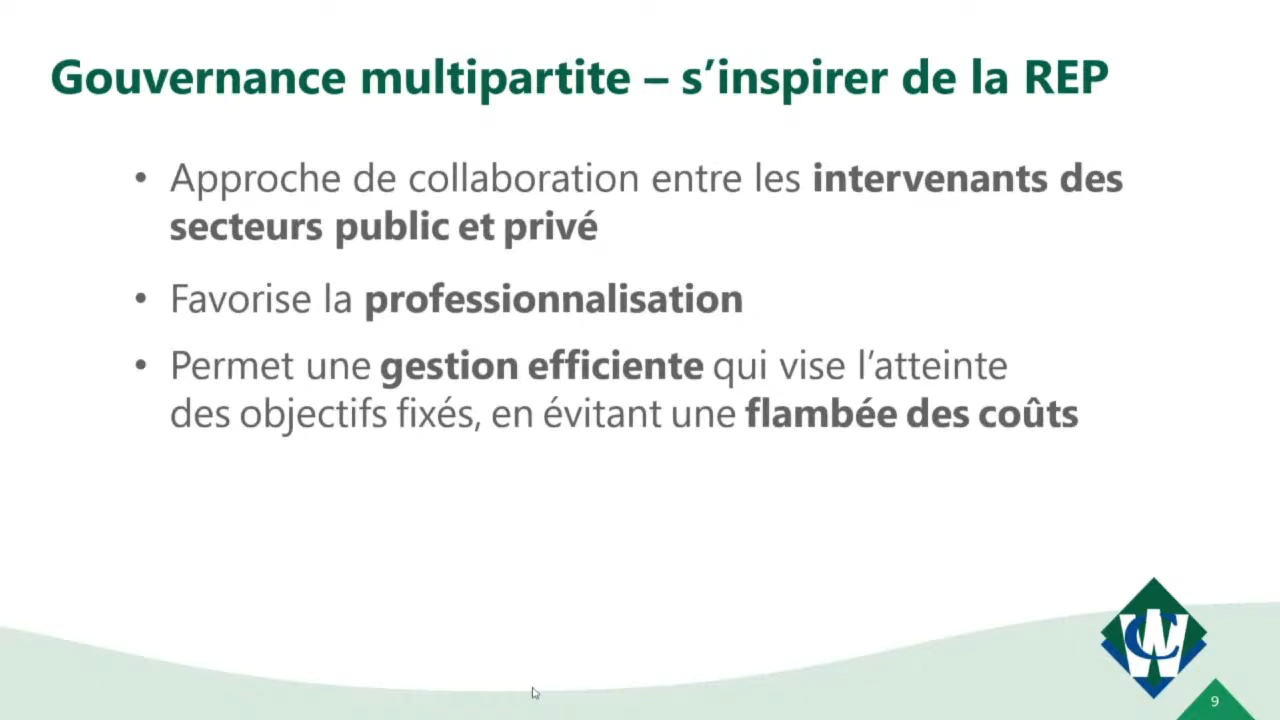 Gouvernance multipartite – s’inspirer de la REP
• Approche de collaboration entre les intervenants des
secteurs public et privé
• Favorise la professionnalisation
• Permet une gestion efficiente qui vise l’atteinte
des objectifs fixés, en évitant une flambée des coûts
CW
9